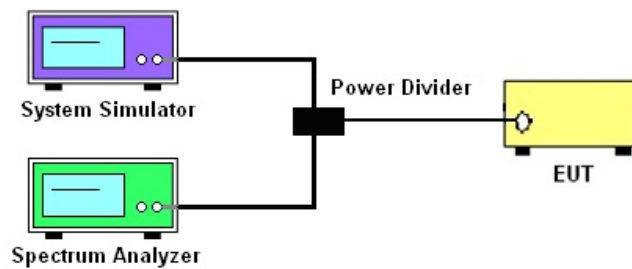 System Simulator
Power Divider
EUT
Spectrum Analyzer